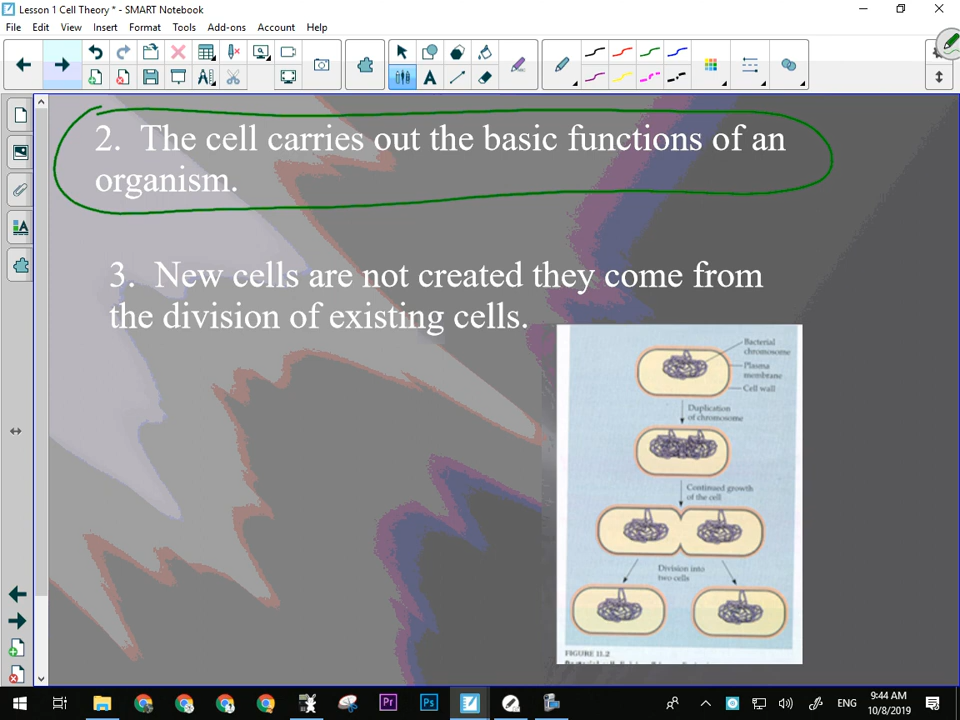 Lesson 1 Cell Theory * - SMART Notebook
File Edit View Insert Format Tools Add-ons Account Help
2. The cell carries out the basic functions of an
organism.
3. New cells are not created they come from
the division of existing cells.
Bacterial
chromosome
Plasma
membrane
Cell wall
Duplication
of chromosome
Continued growth
of the cell
Division into
two cells
FIGURE 11.2
Pr
Ps
ENG
9:44 AM
10/8/2019